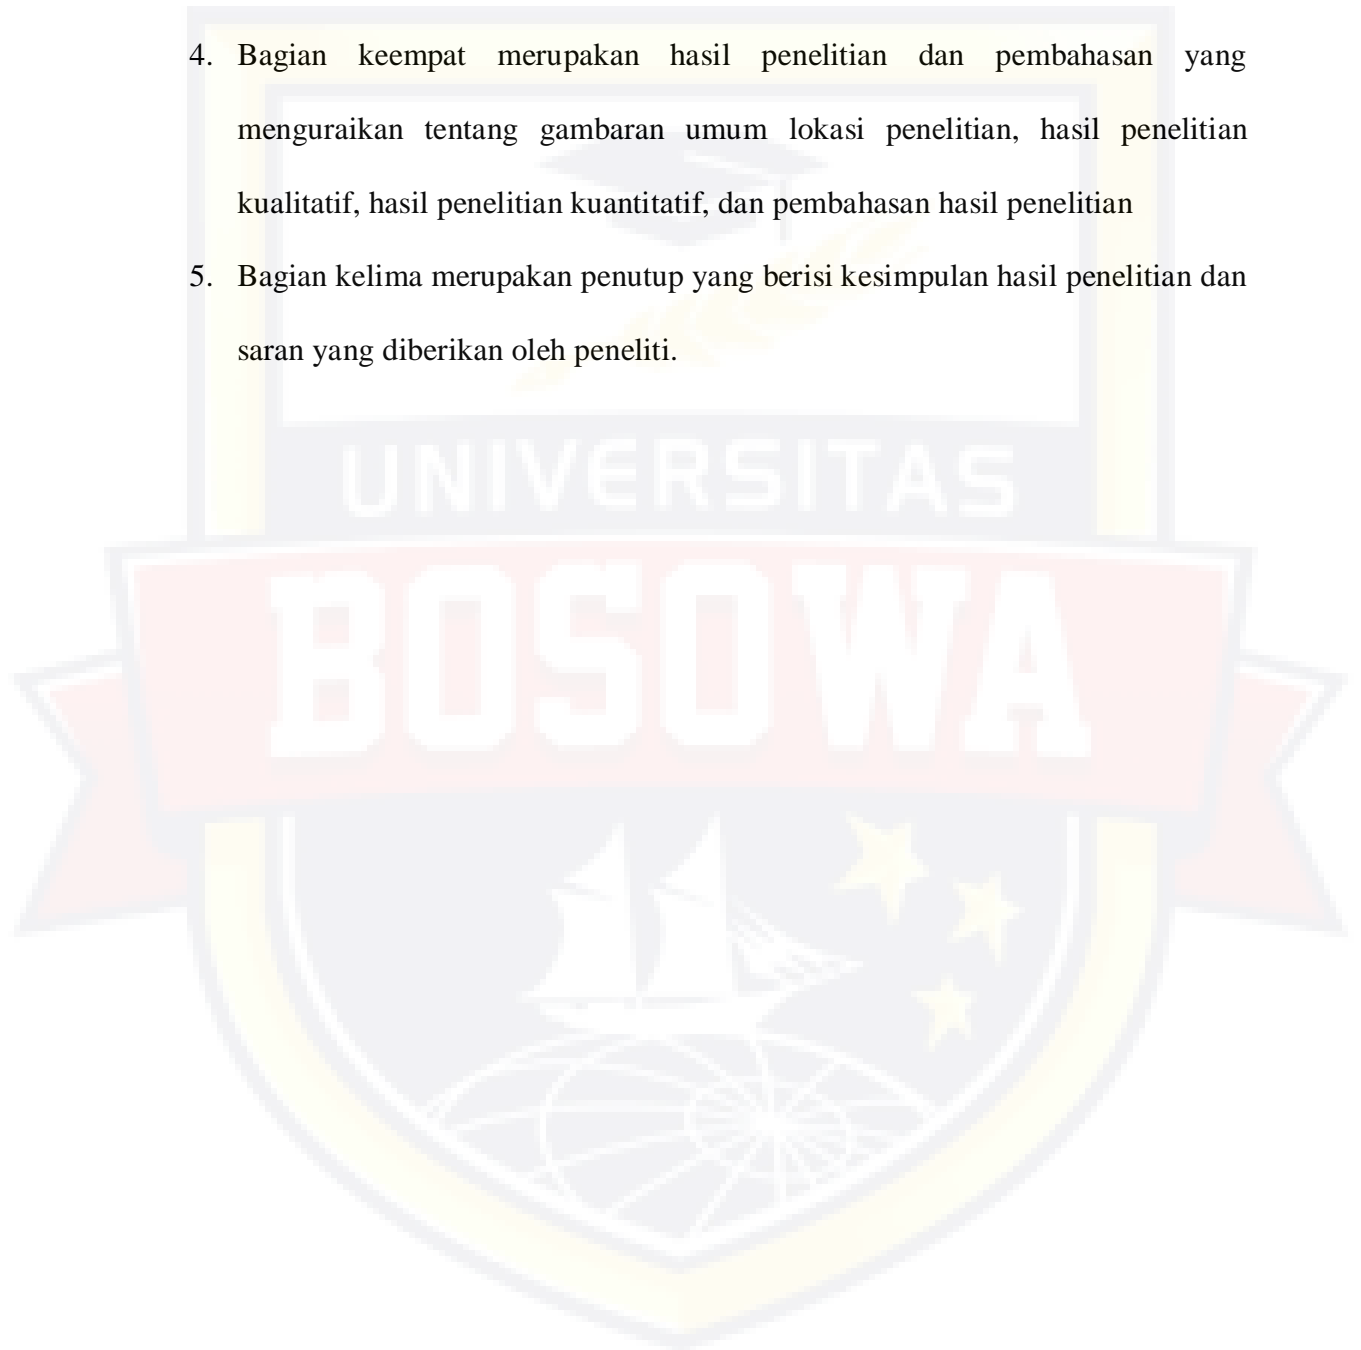 4. Bagian keempat merupakan hasil penelitian dan pembahasan yang
menguraikan tentang gambaran umum lokasi penelitian, hasil penelitian
kualitatif, hasil penelitian kuantitatif, dan pembahasan hasil penelitian
5. Bagian kelima merupakan penutup yang berisi kesimpulan hasil penelitian dan
saran yang diberikan oleh peneliti.
UNIVERSITAS
BOSOWA